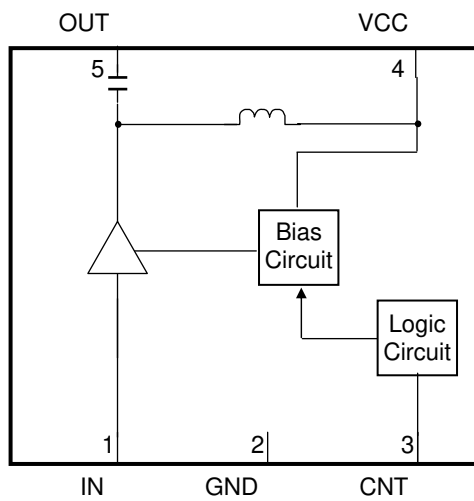 OUT VCC
5 4
Bias
Circuit
Logic
Circuit
1 2 3
IN GND CNT